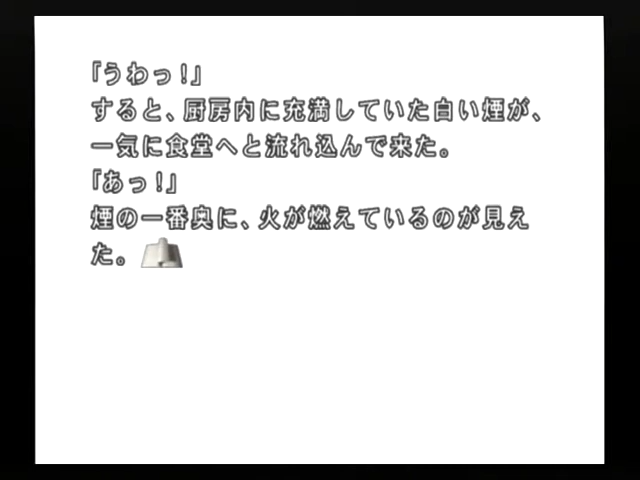 「うわっ！」
すると、厨房内に充満していた白い煙が、
一気に食堂へと流れ込んで来た。
「あっ！」
煙の一番奥に、火が燃えているのが見え
た。